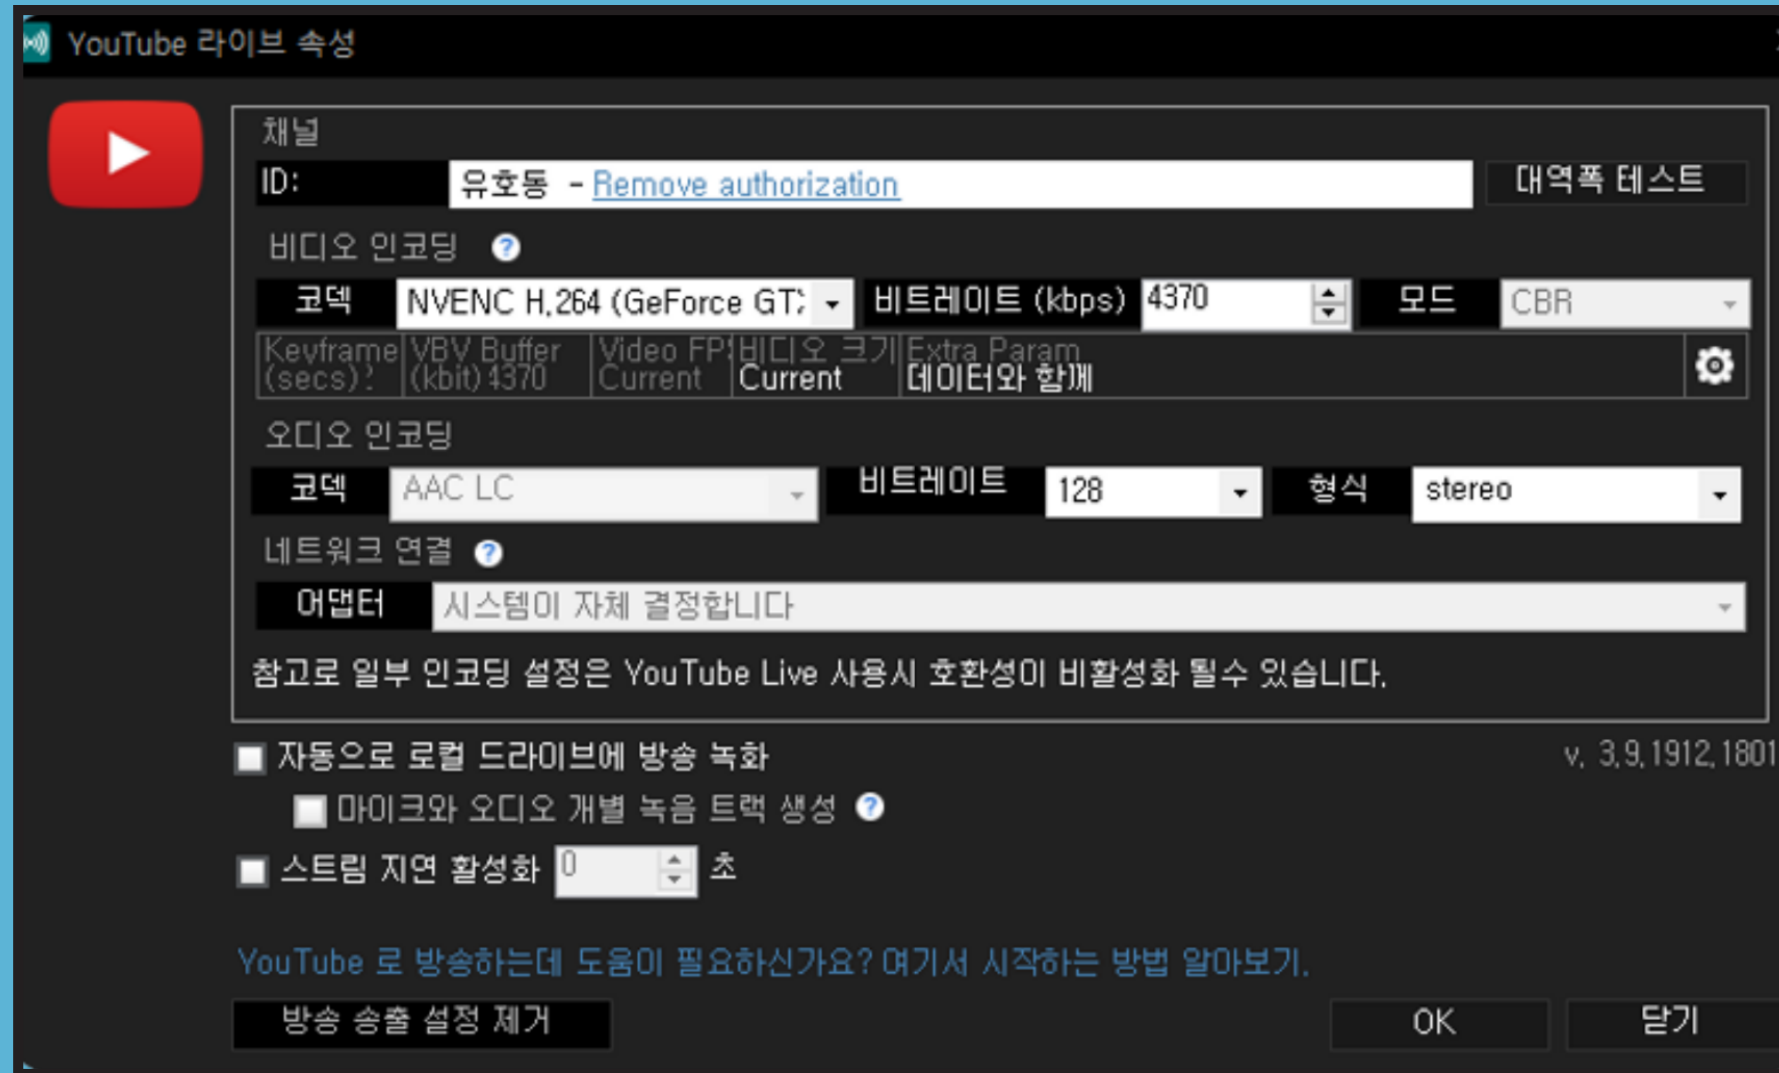 YouTube 라이브 속성
채널
ID: 유호동 - Remove authorization 대역폭 테스트
비디오 인코딩 ?
코덱 NVENC H.264 (GeForce GT 비트레이트 (kbps) 4370 모드 CBR
Keyframe VBV Buffer Video FP 비디오 크기 Extra Param
(secs) (kbit) 4370 Current Current 데이터와 함께
오디오 인코딩
코덱 AAC LC 비트레이트 128 형식 stereo
네트워크 연결 ?
어댑터 시스템이 자체 결정합니다
참고로 일부 인코딩 설정은 YouTube Live 사용시 호환성이 비활성화 될수 있습니다.
자동으로 로컬 드라이브에 방송 녹화 v. 3.9.1912.1801
마이크와 오디오 개별 녹음 트랙 생성 ?
스트림 지연 활성화 0 초
YouTube 로 방송하는데 도움이 필요하신가요? 여기서 시작하는 방법 알아보기.
방송 송출 설정 제거 OK 닫기